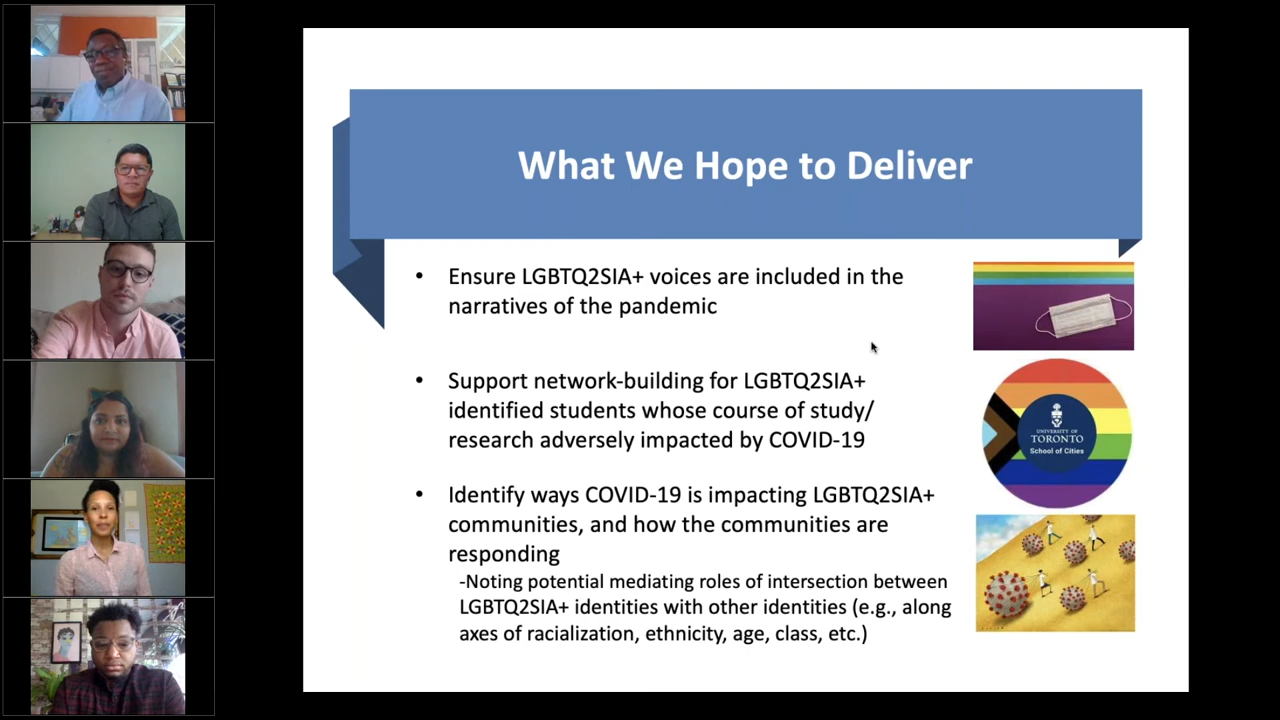 What We Hope to Deliver
• Ensure LGBTQ2SIA+ voices are included in the
narratives of the pandemic
• Support network-building for LGBTQ2SIA+
identified students whose course of study/
research adversely impacted by COVID-19
UNIVERSITY OF
TORONTO
School of Cities
• Identify ways COVID-19 is impacting LGBTQ2SIA+
communities, and how the communities are
responding
-Noting potential mediating roles of intersection between
LGBTQ2SIA+ identities with other identities (e.g., along
axes of racialization, ethnicity, age, class, etc.)